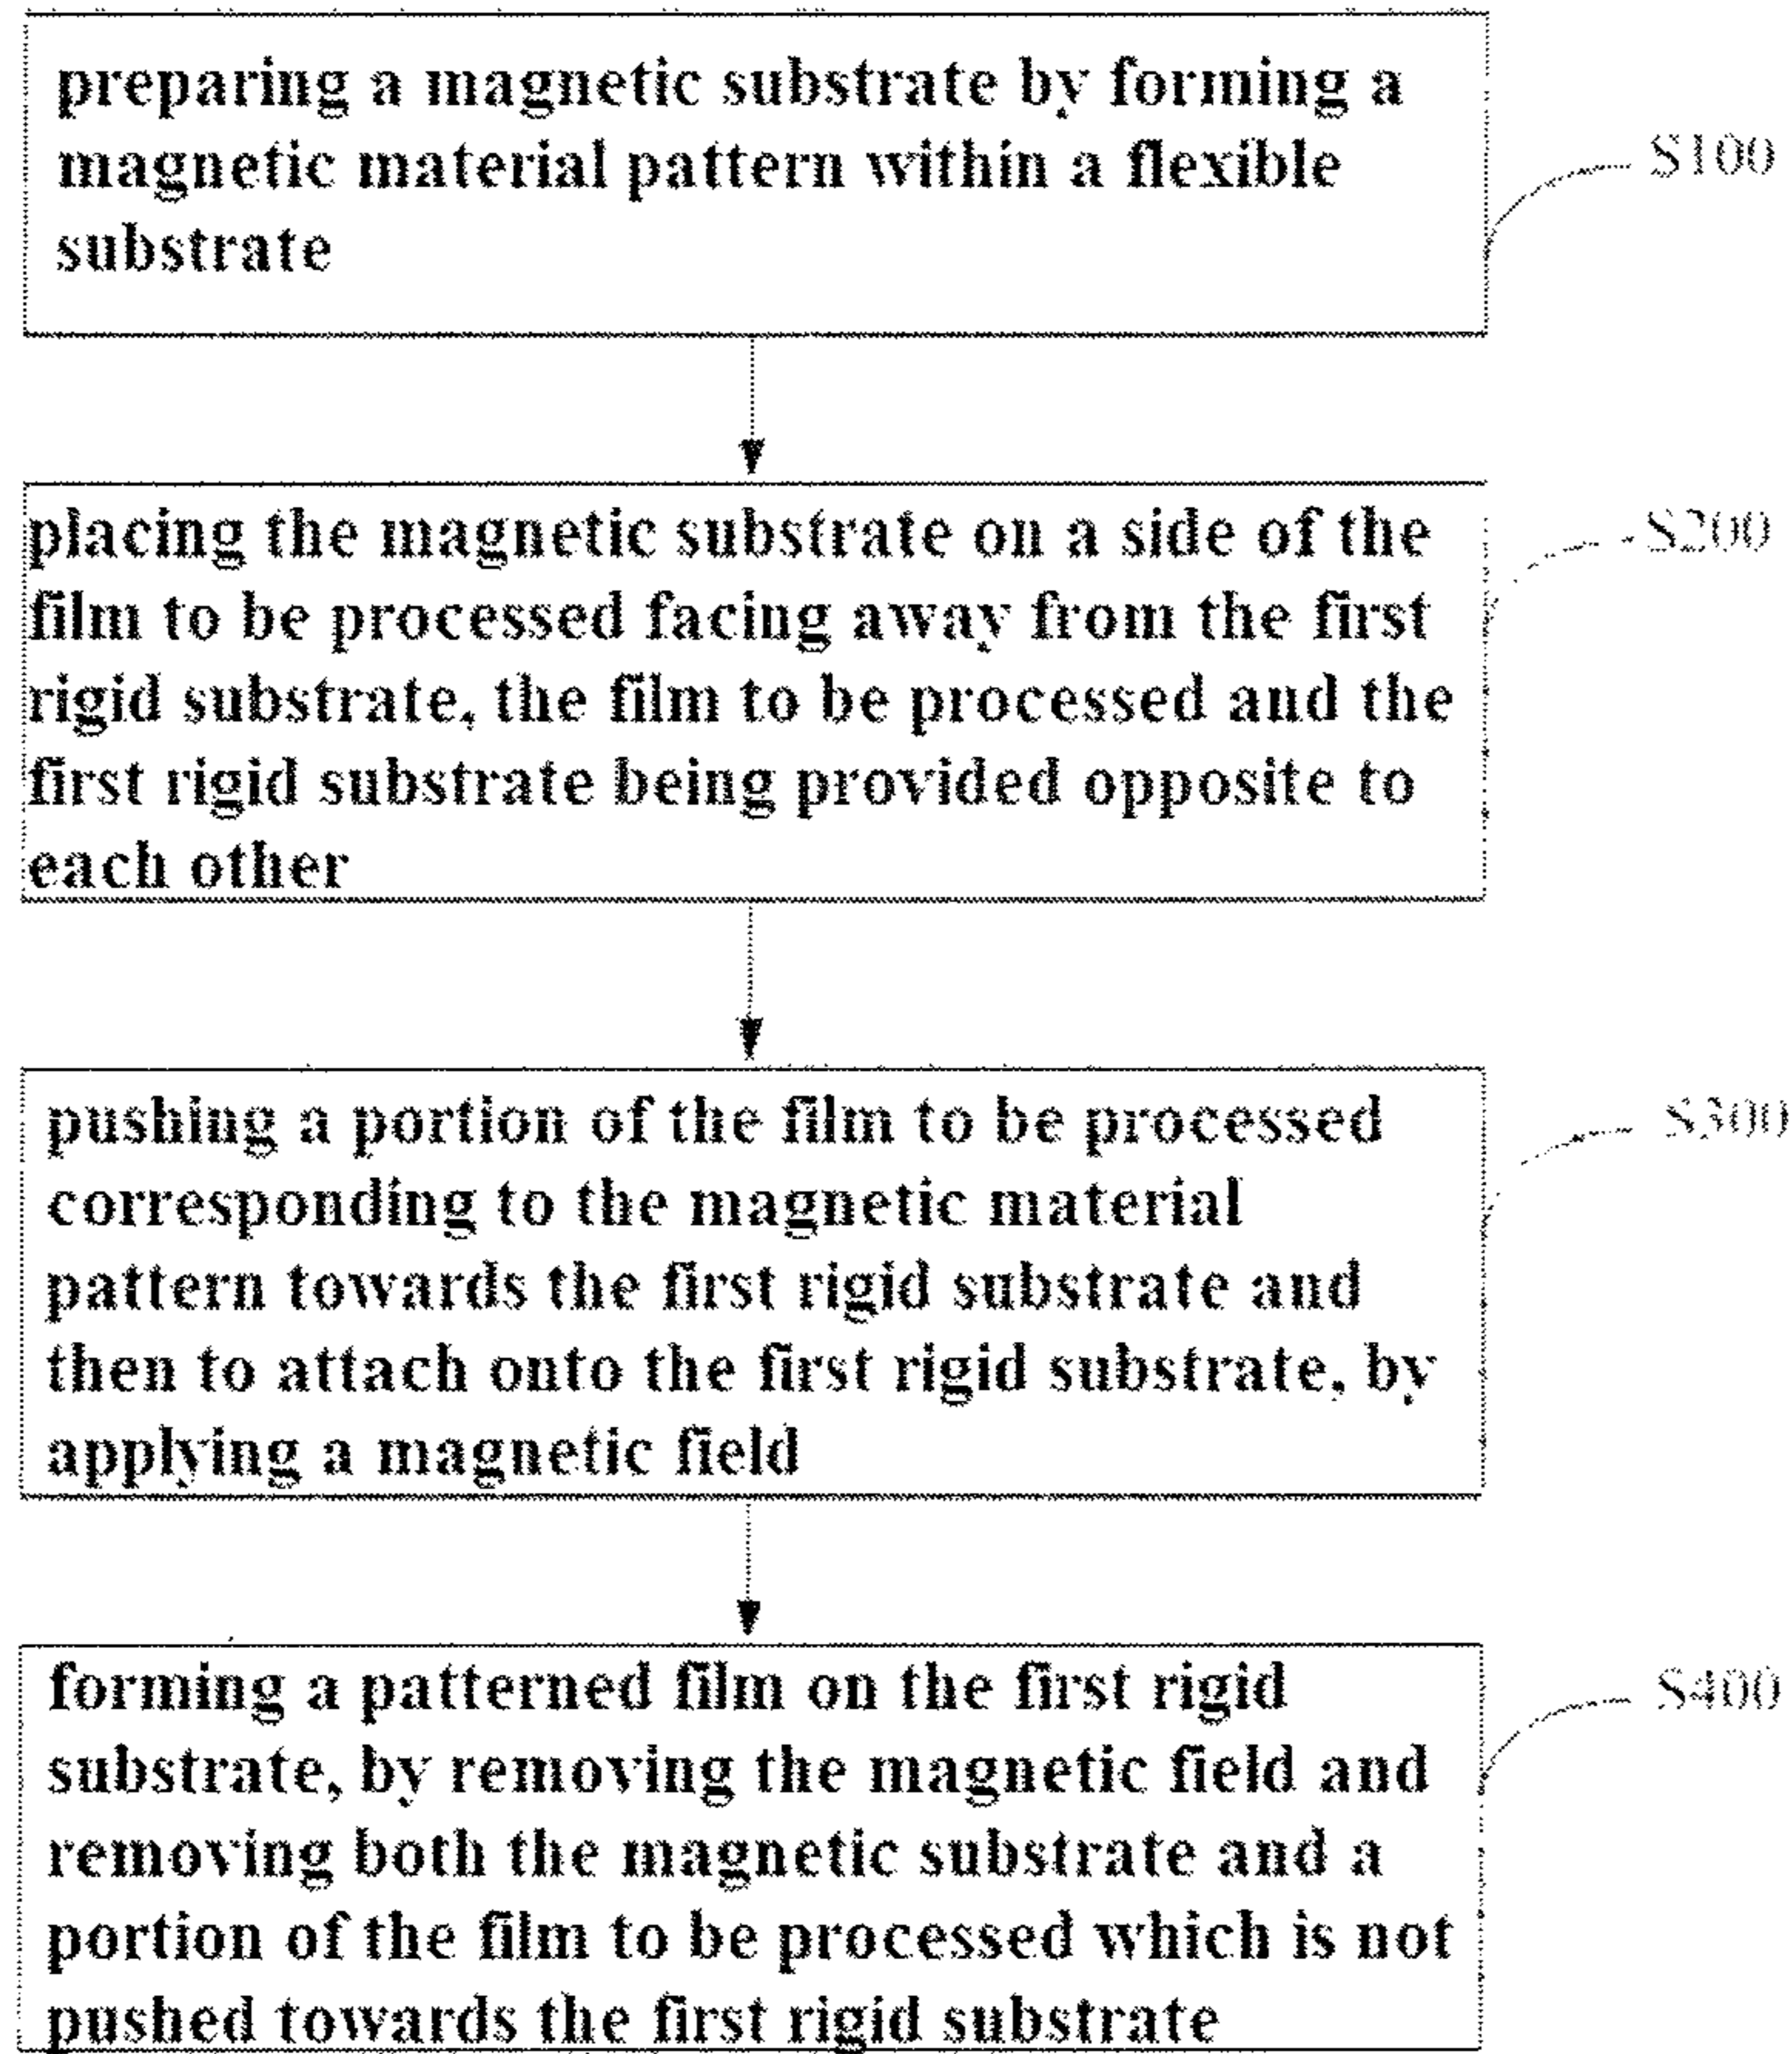 preparing a magnetic substrate by forming a
magnetic material pattern within a flexible
substrate
S100
placing the magnetic substrate on a side of the
film to be processed facing away from the first
rigid substrate, the film to be processed and the
first rigid substrate being provided opposite to
each other
S200
pushing a portion of the film to be processed
corresponding to the magnetic material
pattern towards the first rigid substrate and
then to attach onto the first rigid substrate, by
applying a magnetic field
S300
forming a patterned film on the first rigid
substrate, by removing the magnetic field and
removing both the magnetic substrate and a
portion of the film to be processed which is not
pushed towards the first rigid substrate
S400